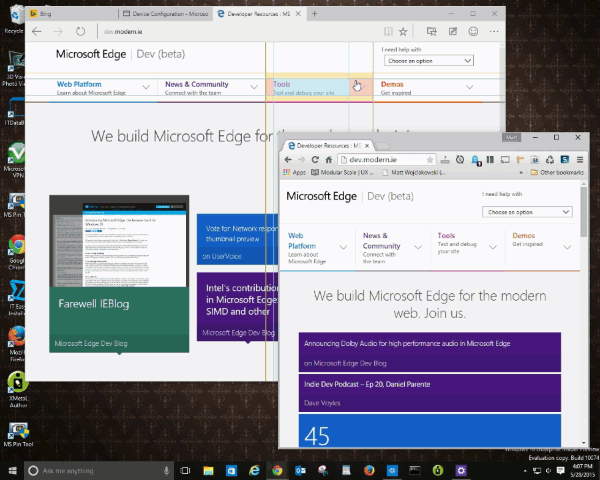 Bing
Device Configuration - Microso
Developer Resources : MS
dev.modern.ie
Microsoft Edge | Dev (beta)
I need help with
Choose an option
Web Platform
Learn about Microsoft Edge
News & Community
Connect with the team
Tools
Test and debug your site
Demos
Get inspired
We build Microsoft Edge for
Farewell IEBlog
Microsoft Edge Dev Blog
Vote for Network respon
thumbnail preview
on UserVoice
Intel's contribution
in Microsoft Edge:
SIMD and other
Microsoft Edge Dev Blog
Matt
Developer Resources : MS
dev.modern.ie
Apps
Modular Scale | UX
Matt Wojciakowski L
Other bookmarks
Microsoft Edge | Dev (beta)
I need help with
Choose an option
Web
Platform
Learn about
Microsoft Edge
News &
Community
Connect
with the
team
Tools
Test and debug
your site
Demos
Get inspired
We build Microsoft Edge for the modern
web. Join us.
Announcing Dolby Audio for high performance audio in Microsoft Edge
on Microsoft Edge Dev Blog
Indie Dev Podcast – Ep 20, Daniel Parente
Dave Voyles
45
Recycle
3D Vision
Photo View
ITDataBr
Microsoft
VPN
MS Pin T
Google
Chrome
IT Easy
Installer
Mozilla
Firefox
XMetaL
Author
MS Pin Tool
Evaluation copy. Build 10074
Ask me anything
4:07 PM
5/28/2015